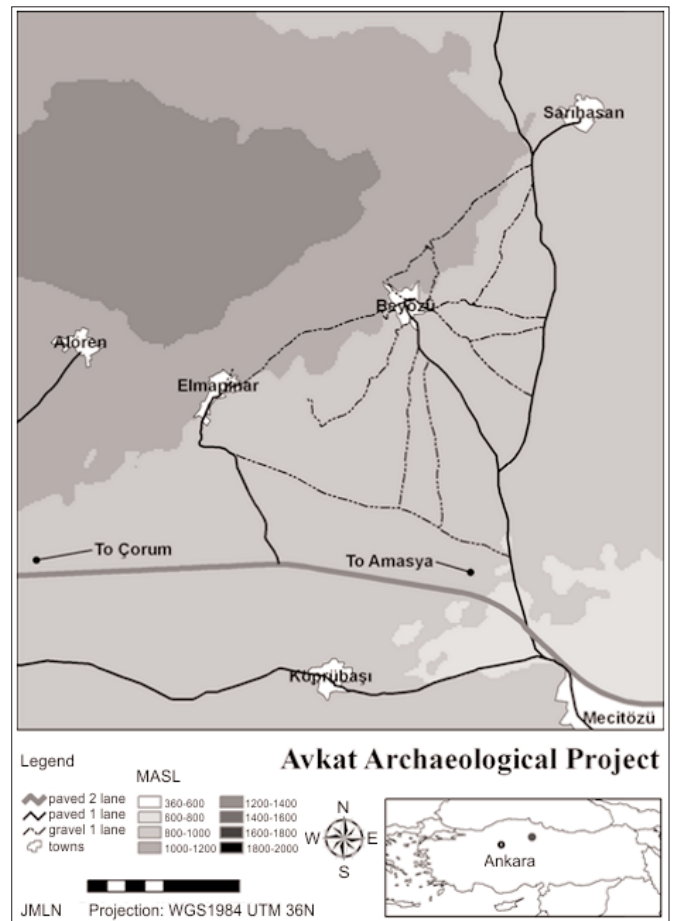 Sarıhasan
Beyözü
Alören
Elmapınar
To Çorum
To Amasya
Köprübaşı
Mecitözü
Legend
Avkat Archaeological Project
MASL
paved 2 lane
paved 1 lane
gravel 1 lane
towns
360-600
600-800
800-1000
1000-1200
1200-1400
1400-1600
1600-1800
1800-2000
N
W
E
S
Ankara
JMLN Projection: WGS1984 UTM 36N